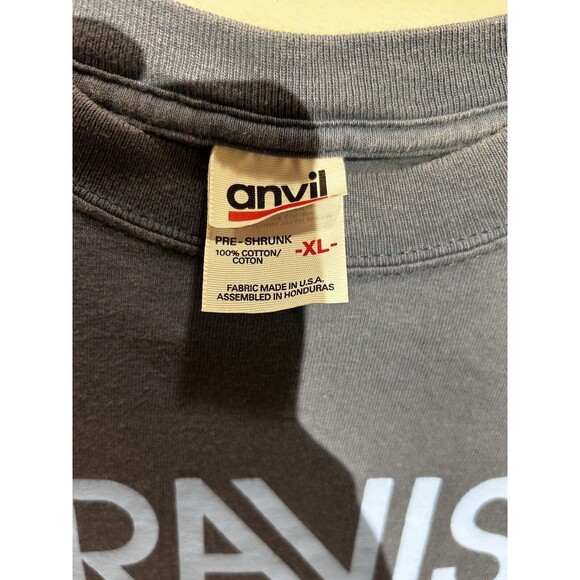 anvil
PRE-SHRUNK
100% COTTON/
COTON
-XL-
FABRIC MADE IN U.S.A.
ASSEMBLED IN HONDURAS
RAVIS